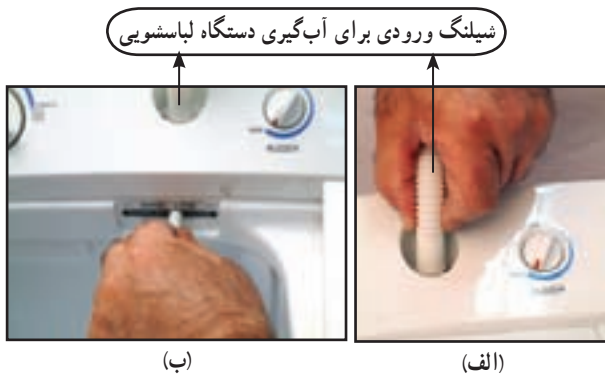 شیلنگ ورودی برای آب‌گیری دستگاه لباسشویی
(الف)
(ب)